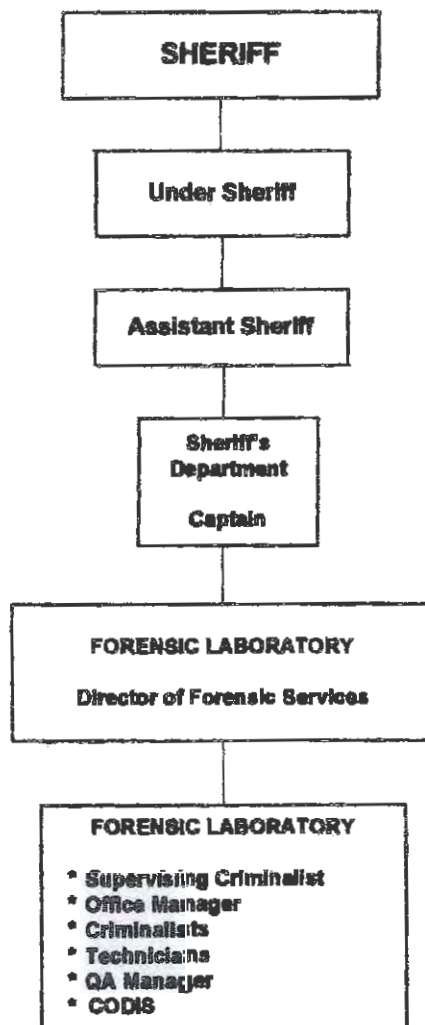 SHERIFF
Under Sheriff
Assistant Sheriff
Sheriff's
Department
Captain
FORENSIC LABORATORY
Director of Forensic Services
FORENSIC LABORATORY
* Supervising Criminalist
* Office Manager
* Criminalists
* Technicians
* QA Manager
* CODIS